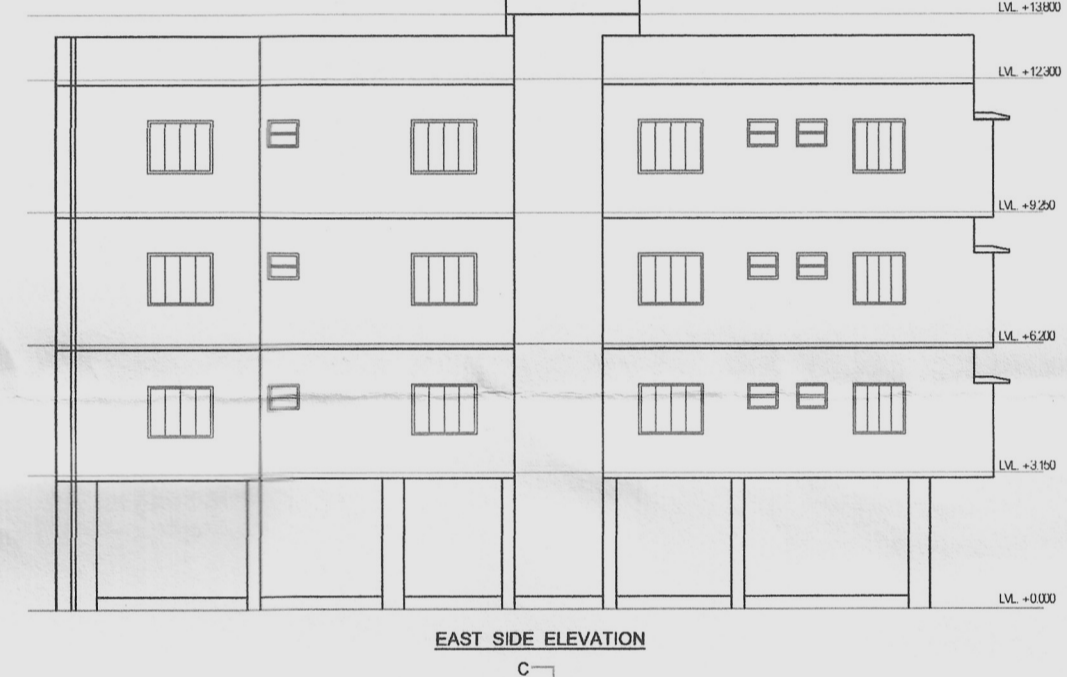 LVL. +13.800
LVL. +12.300
LVL. +9.250
LVL. +6.200
LVL. +3.150
LVL. +0.000
EAST SIDE ELEVATION
C